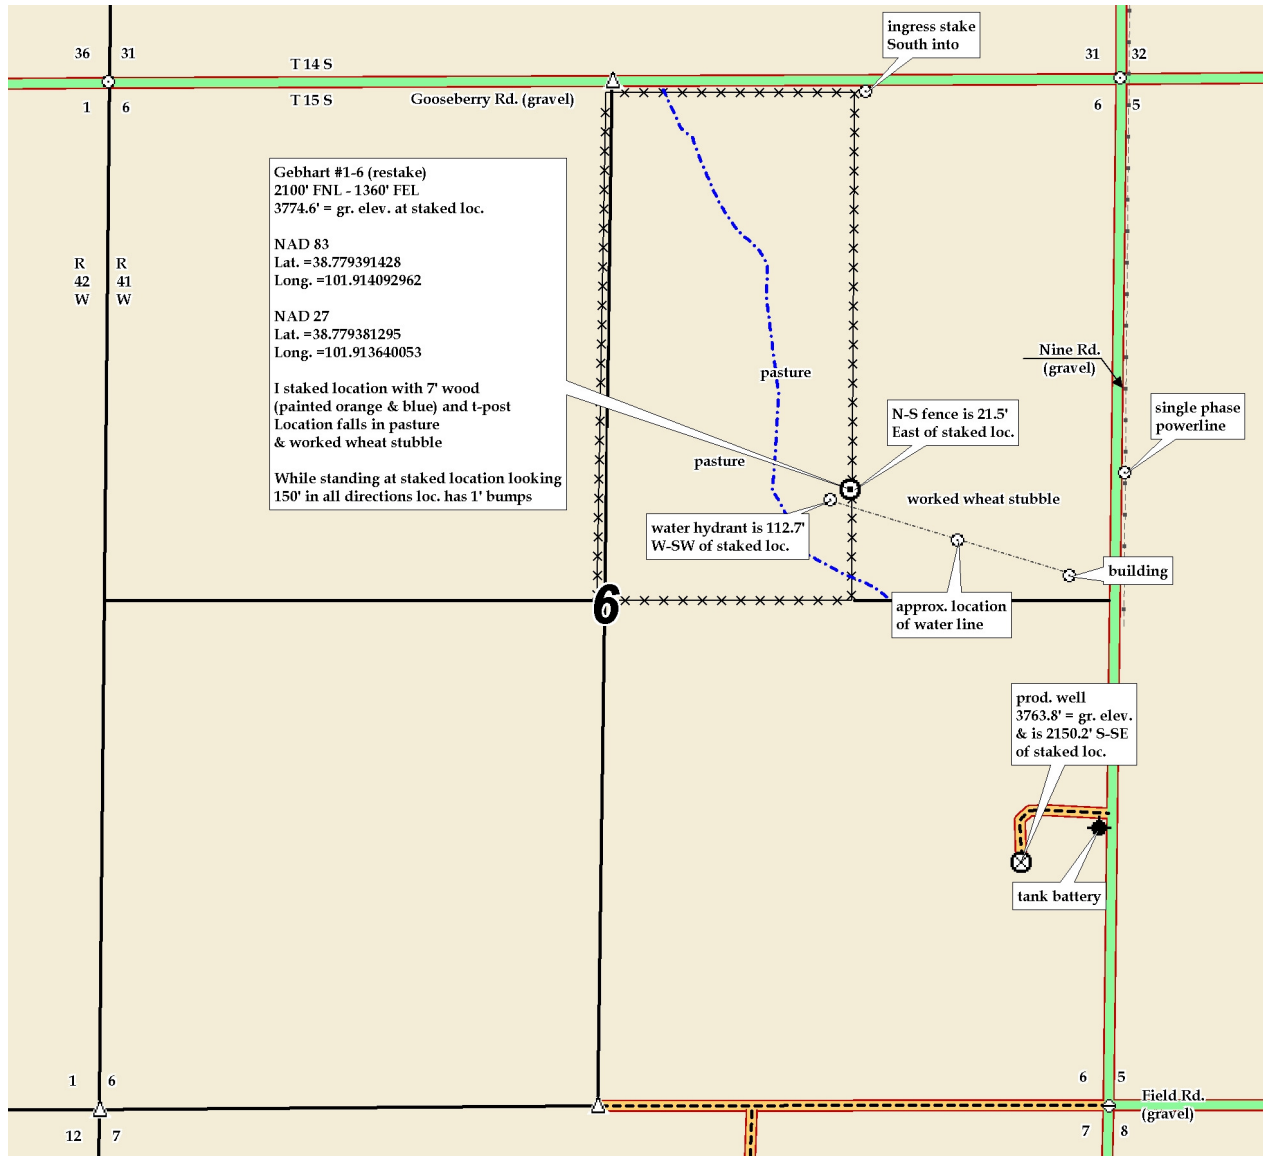 ingress stake
South into
36 31
31 32
T 14 S
T 15 S
Gooseberry Rd. (gravel)
1 6
6 5
Gebhart #1-6 (restake)
2100' FNL - 1360' FEL
3774.6' = gr. elev. at staked loc.
NAD 83
Lat. =38.779391428
Long. =101.914092962
NAD 27
Lat. =38.779381295
Long. =101.913640053
I staked location with 7' wood
(painted orange & blue) and t-post
Location falls in pasture
& worked wheat stubble
While standing at staked location looking
150' in all directions loc. has 1' bumps
R R
42 41
W W
Nine Rd.
(gravel)
pasture
N-S fence is 21.5'
East of staked loc.
single phase
powerline
pasture
worked wheat stubble
water hydrant is 112.7'
W-SW of staked loc.
building
approx. location
of water line
6
prod. well
3763.8' = gr. elev.
& is 2150.2' S-SE
of staked loc.
tank battery
1 6
6 5
Field Rd.
(gravel)
12 7
7 8